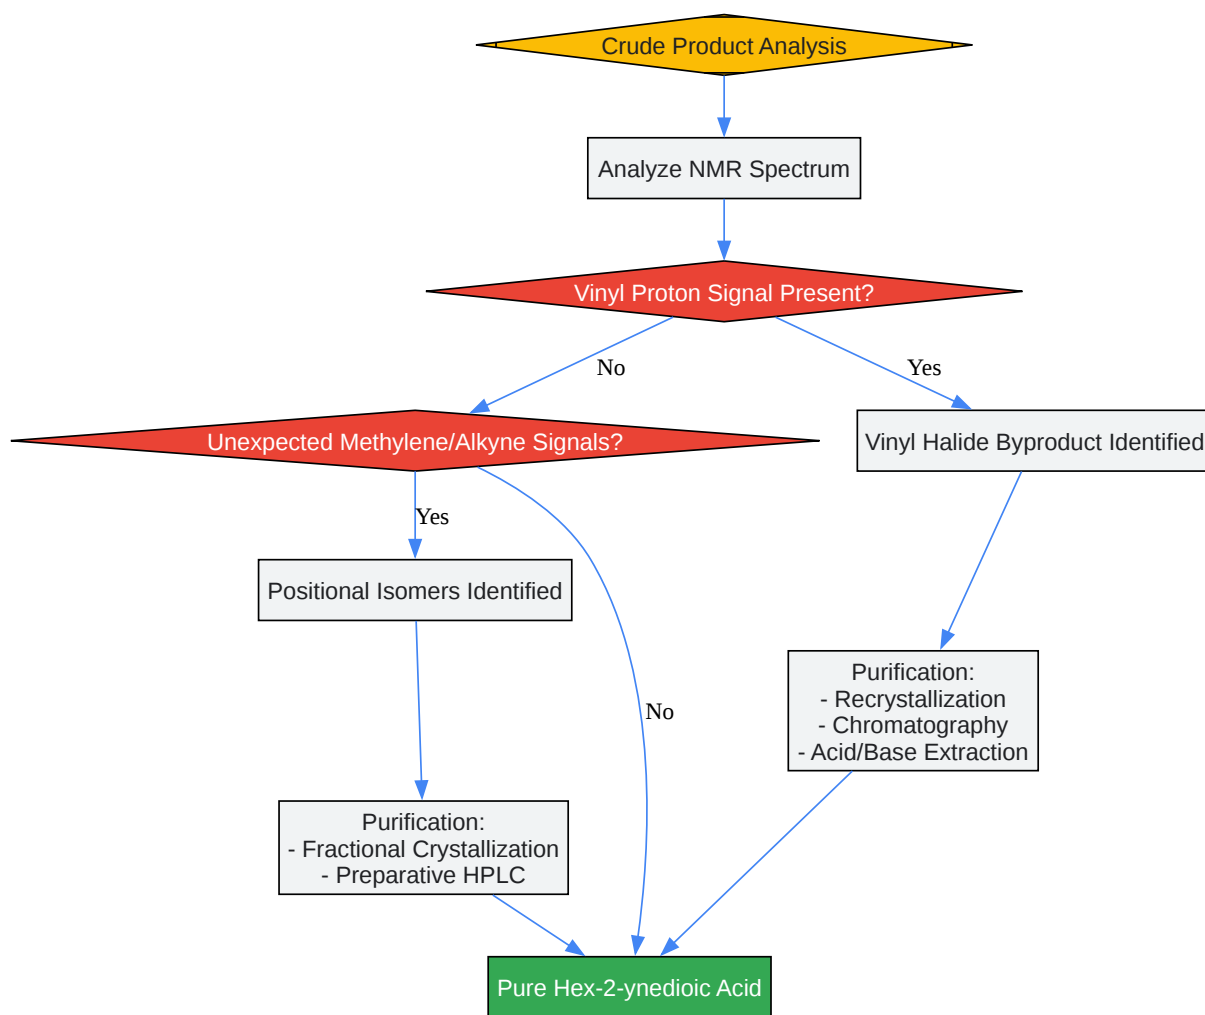 Crude Product Analysis
Analyze NMR Spectrum
Vinyl Proton Signal Present?
No
Yes
Unexpected Methylene/Alkyne Signals?
Vinyl Halide Byproduct Identified
Yes
Positional Isomers Identified
No
Purification:
- Recrystallization
- Chromatography
- Acid/Base Extraction
Purification:
- Fractional Crystallization
- Preparative HPLC
Pure Hex-2-ynedioic Acid